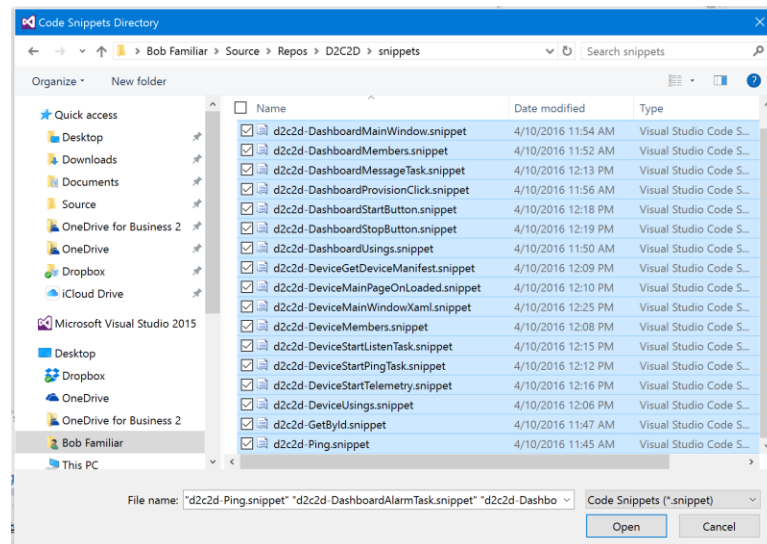 Code Snippets Directory
Bob Familiar > Source > Repos > D2C2D > snippets
Search snippets
Organize
New folder
Name
Date modified
Type
Quick access
Desktop
Downloads
Documents
Source
OneDrive for Business 2
OneDrive
Dropbox
iCloud Drive
Microsoft Visual Studio 2015
Desktop
Dropbox
OneDrive
OneDrive for Business 2
Bob Familiar
This PC
d2c2d-DashboardMainWindow.snippet 4/10/2016 11:54 AM Visual Studio Code S...
d2c2d-DashboardMembers.snippet 4/10/2016 11:52 AM Visual Studio Code S...
d2c2d-DashboardMessageTask.snippet 4/10/2016 12:13 PM Visual Studio Code S...
d2c2d-DashboardProvisionClick.snippet 4/10/2016 11:56 AM Visual Studio Code S...
d2c2d-DashboardStartButton.snippet 4/10/2016 12:18 PM Visual Studio Code S...
d2c2d-DashboardStopButton.snippet 4/10/2016 12:19 PM Visual Studio Code S...
d2c2d-DashboardUsings.snippet 4/10/2016 11:50 AM Visual Studio Code S...
d2c2d-DeviceGetDeviceManifest.snippet 4/10/2016 12:09 PM Visual Studio Code S...
d2c2d-DeviceMainPageOnLoaded.snippet 4/10/2016 12:10 PM Visual Studio Code S...
d2c2d-DeviceMainWindowXaml.snippet 4/10/2016 12:25 PM Visual Studio Code S...
d2c2d-DeviceMembers.snippet 4/10/2016 12:08 PM Visual Studio Code S...
d2c2d-DeviceStartListenTask.snippet 4/10/2016 12:15 PM Visual Studio Code S...
d2c2d-DeviceStartPingTask.snippet 4/10/2016 12:12 PM Visual Studio Code S...
d2c2d-DeviceStartTelemetry.snippet 4/10/2016 12:16 PM Visual Studio Code S...
d2c2d-DeviceUsings.snippet 4/10/2016 12:06 PM Visual Studio Code S...
d2c2d-GetById.snippet 4/10/2016 11:47 AM Visual Studio Code S...
d2c2d-Ping.snippet 4/10/2016 11:45 AM Visual Studio Code S...
File name: "d2c2d-Ping.snippet" "d2c2d-DashboardAlarmTask.snippet" "d2c2d-Dashbo
Code Snippets (*.snippet)
Open
Cancel